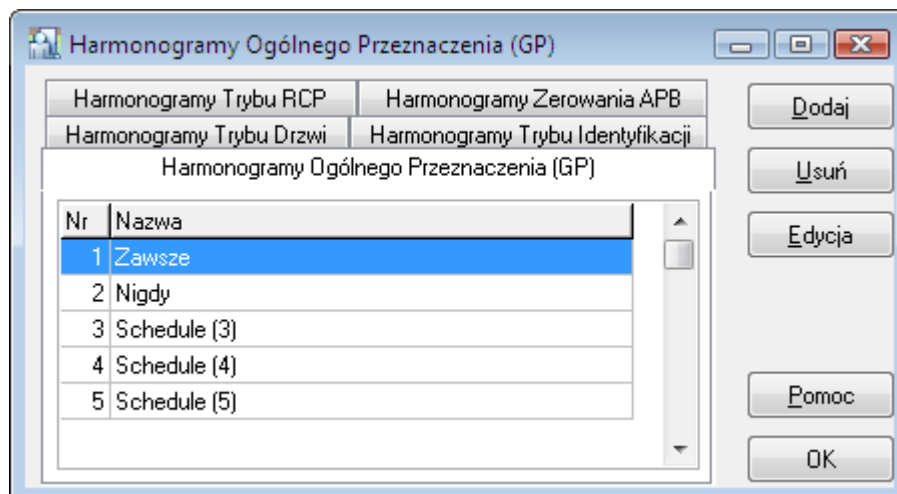 Harmonogramy Ogólnego Przeznaczenia (GP)
Harmonogramy Trybu RCP Harmonogramy Zerowania APB
Harmonogramy Trybu Drzwi Harmonogramy Trybu Identyfikacji
Harmonogramy Ogólnego Przeznaczenia (GP)
Nr Nazwa
1 Zawsze
2 Nigdy
3 Schedule (3)
4 Schedule (4)
5 Schedule (5)
Dodaj
Usuń
Edycja
Pomoc
OK